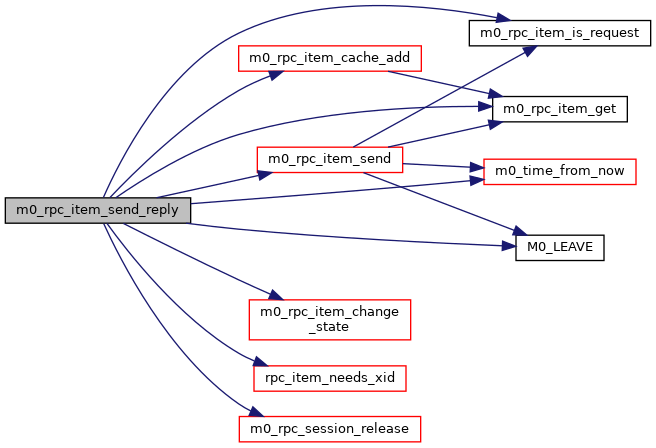 m0_rpc_item_is_request
m0_rpc_item_cache_add
m0_rpc_item_get
m0_rpc_item_send
m0_time_from_now
m0_rpc_item_send_reply
M0_LEAVE
m0_rpc_item_change
_state
rpc_item_needs_xid
m0_rpc_session_release